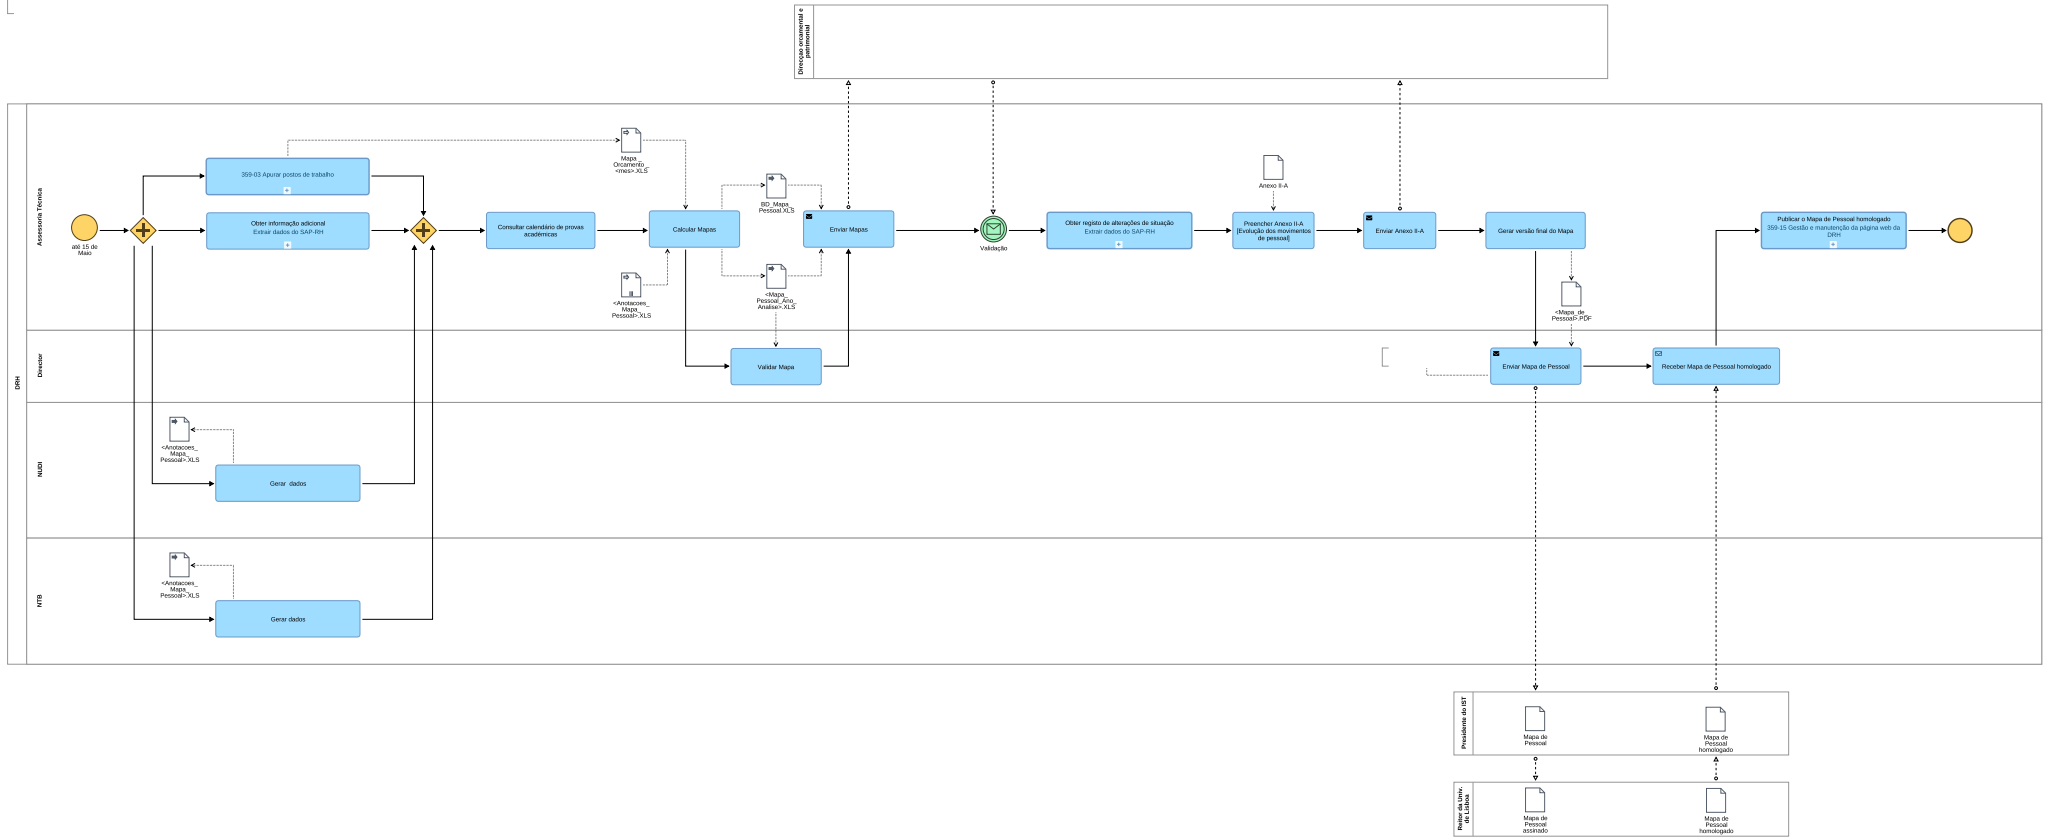 Direcçao orcamental e
patrimonial
DRH
Assessoria Técnica
até 15 de
Maio
359-03 Apurar postos de trabalho
Obter informação adicional
Extrair dados do SAP-RH
Consultar calendário de provas
académicas
Mapa _
Orcamento_
<mes>.XLS
Calcular Mapas
<Anotacoes_
Mapa_
Pessoal>.XLS
BD_Mapa_
Pessoal.XLS
<Mapa_
Pessoal_Ano_
Analise>.XLS
Enviar Mapas
Validação
Obter registo de alterações de situação
Extrair dados do SAP-RH
Anexo II-A
Preencher Anexo II-A
[Evolução dos movimentos
de pessoal]
Enviar Anexo II-A
Gerar versão final do Mapa
<Mapa_de_
Pessoal>.PDF
Publicar o Mapa de Pessoal homologado
359-15 Gestão e manutenção da página web da
DRH
Director
Validar Mapa
Enviar Mapa de Pessoal
Receber Mapa de Pessoal homologado
NUDI
<Anotacoes_
Mapa_
Pessoal>.XLS
Gerar dados
NTB
<Anotacoes_
Mapa_
Pessoal>.XLS
Gerar dados
Presidente do IST
Mapa de
Pessoal
Mapa de
Pessoal
homologado
Reitor da Univ.
de Lisboa
Mapa de
Pessoal
assinado
Mapa de
Pessoal
homologado